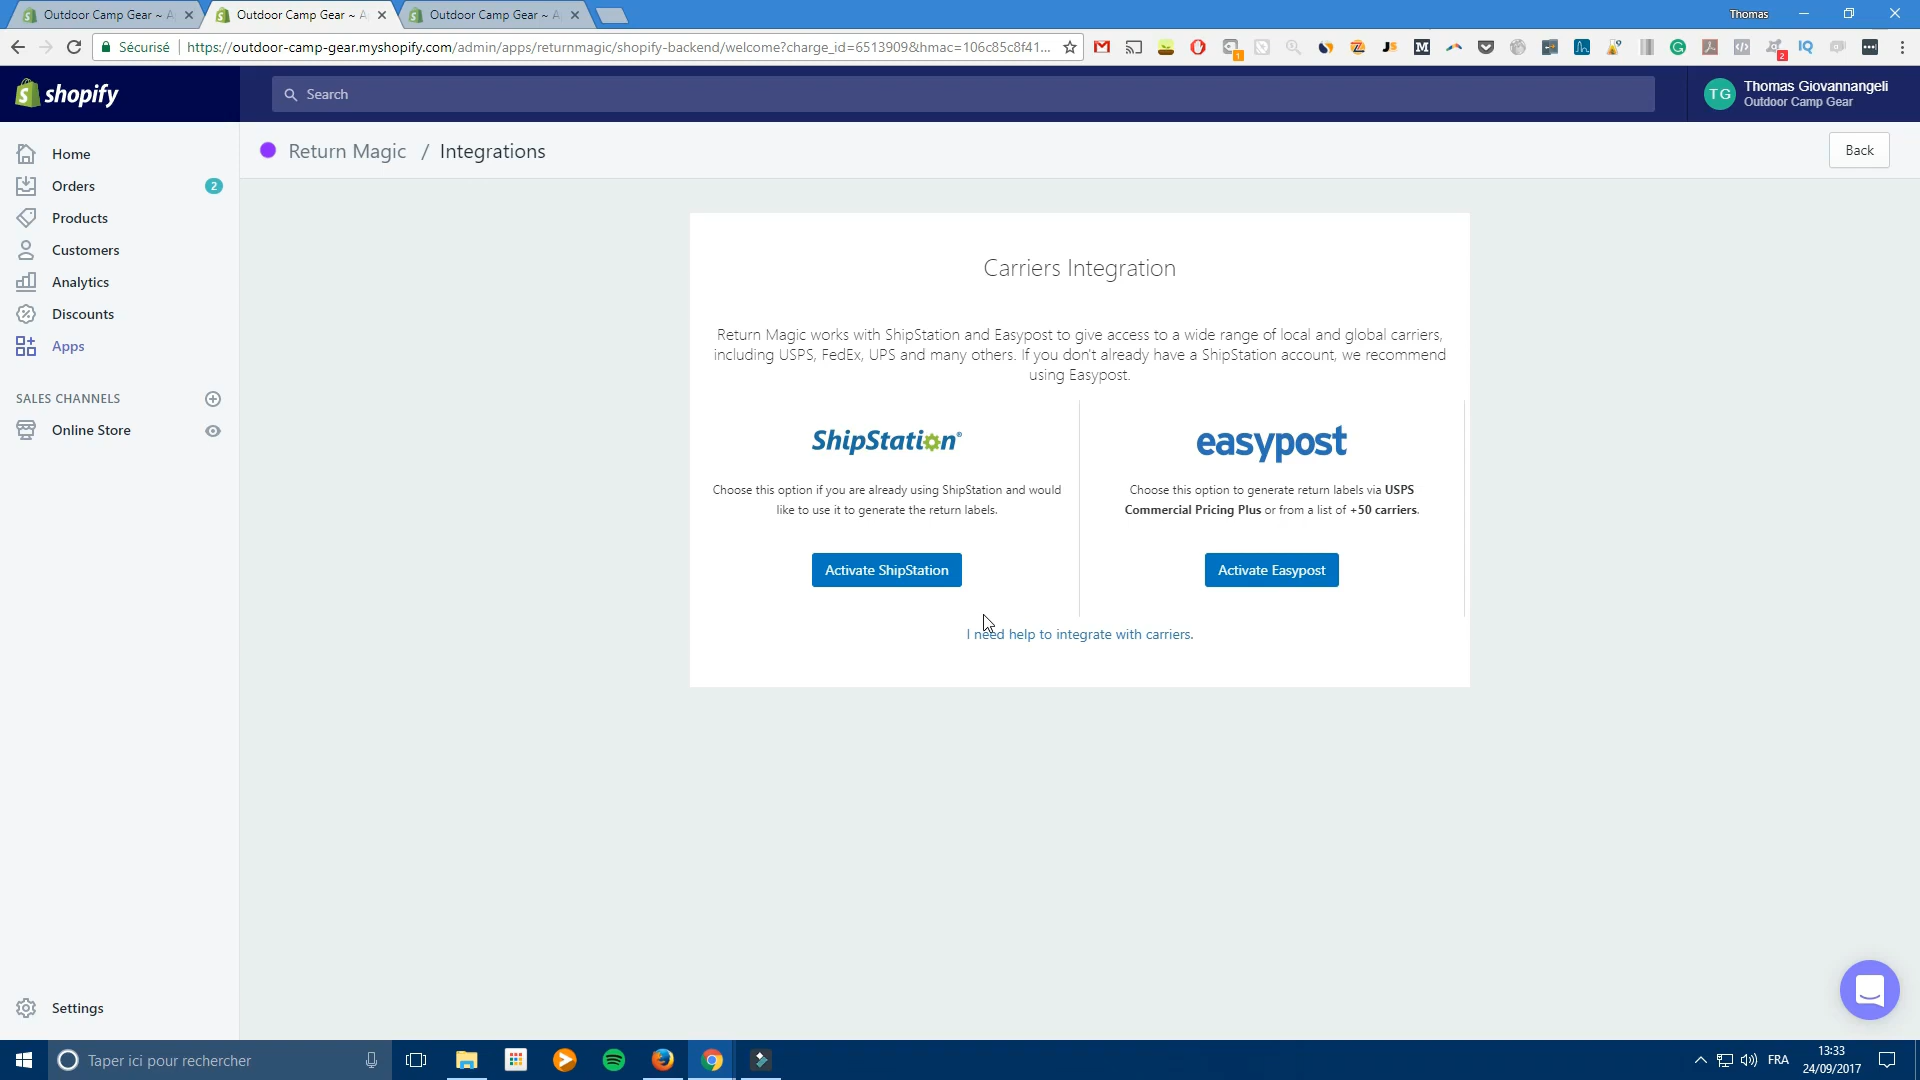 Outdoor Camp Gear ~ A
Outdoor Camp Gear ~ A
Outdoor Camp Gear ~ A
Thomas
Sécurisé
https://outdoor-camp-gear.myshopify.com/admin/apps/returnmagic/shopify-backend/welcome?charge_id=6513909&hmac=106c85c8f41...
shopify
Search
TG
Thomas Giovannangeli
Outdoor Camp Gear
Home
Orders
2
Products
Customers
Analytics
Discounts
Apps
SALES CHANNELS
Online Store
Settings
Return Magic / Integrations
Back
Carriers Integration
Return Magic works with ShipStation and Easypost to give access to a wide range of local and global carriers,
including USPS, FedEx, UPS and many others. If you don't already have a ShipStation account, we recommend
using Easypost.
ShipStation®
Choose this option if you are already using ShipStation and would
like to use it to generate the return labels.
Activate ShipStation
easypost
Choose this option to generate return labels via USPS
Commercial Pricing Plus or from a list of +50 carriers.
Activate Easypost
I need help to integrate with carriers.
Taper ici pour rechercher
FRA
13:33
24/09/2017